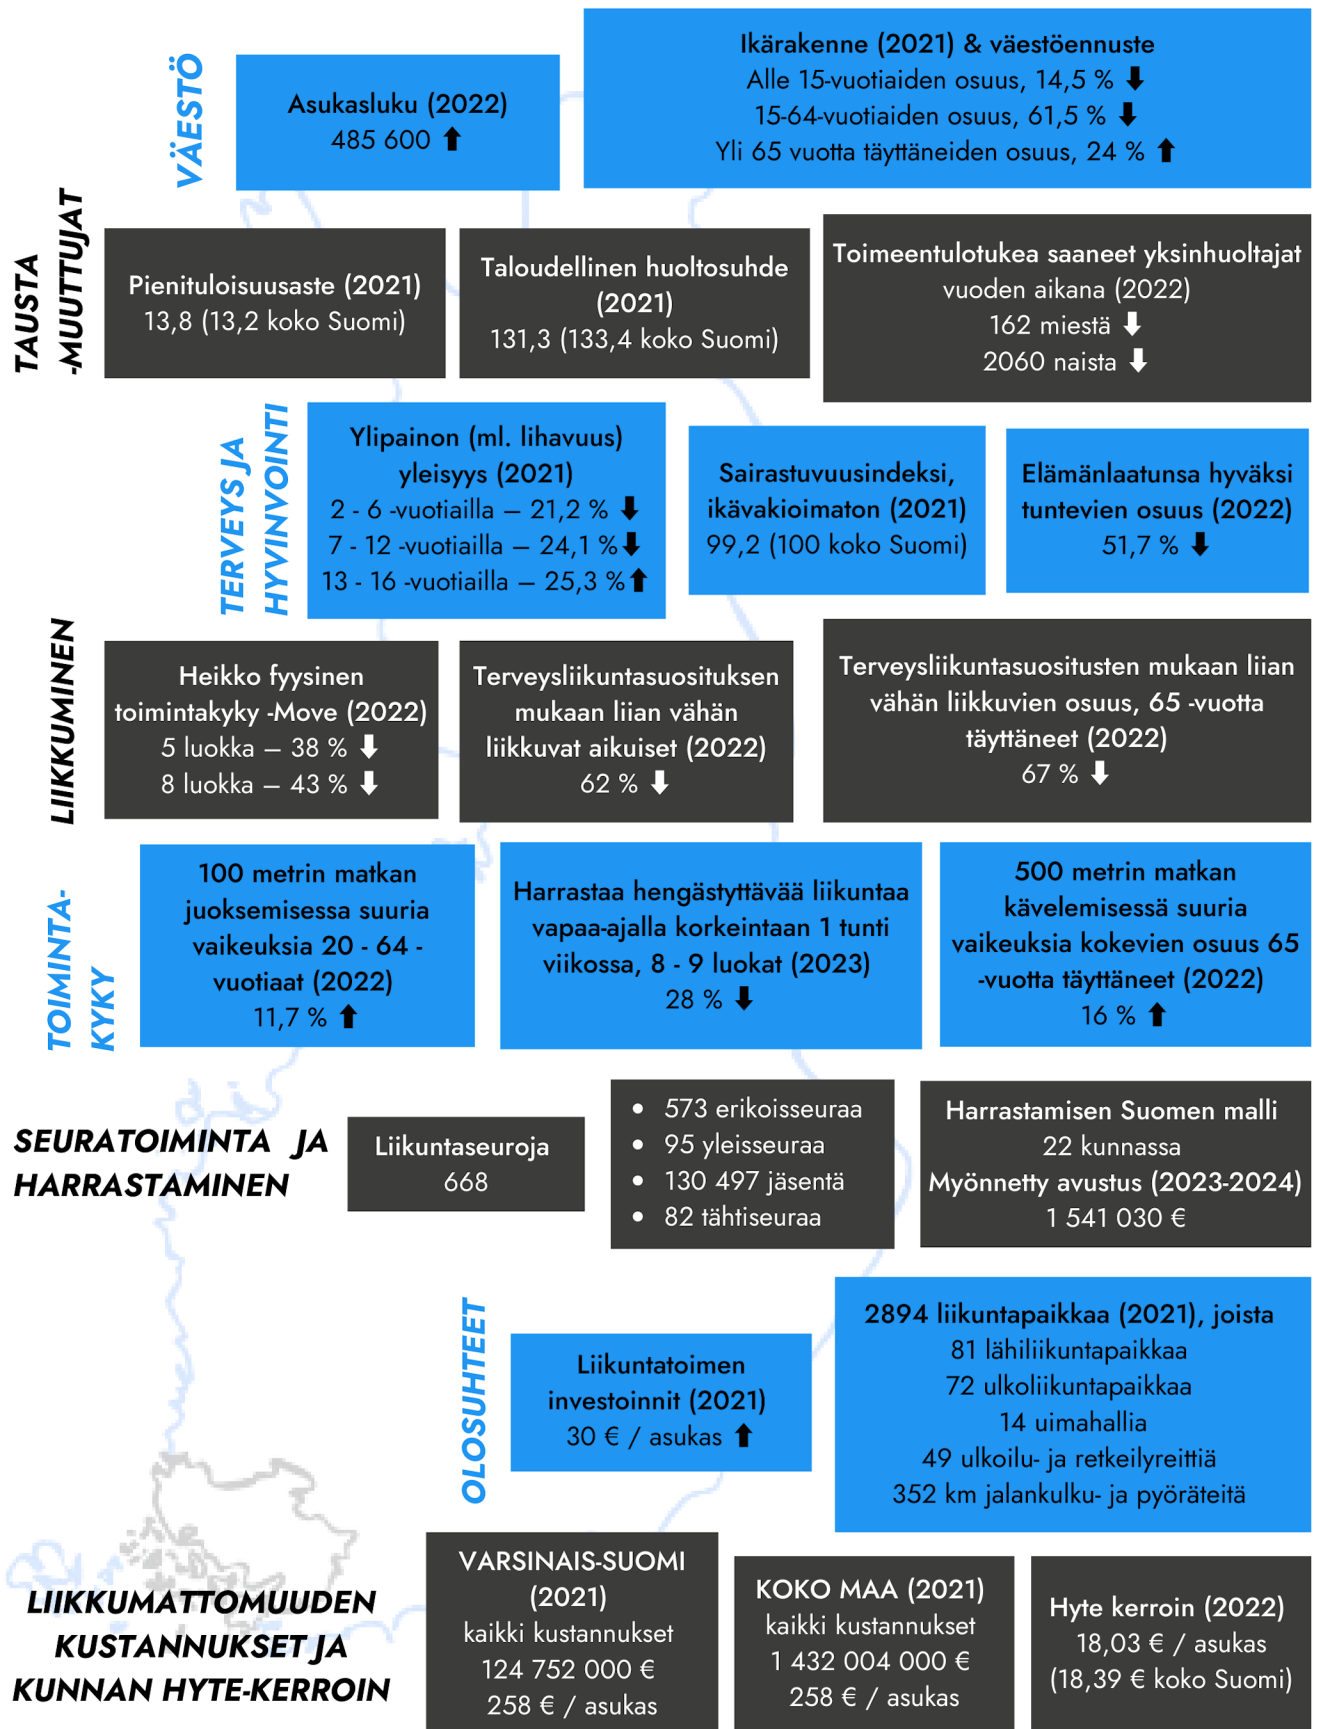 VÄESTÖ
Asukasluku (2022)
485 600 ⬆
Ikärakenne (2021) & väestöennuste
Alle 15-vuotiaiden osuus, 14,5 % ⬇
15-64-vuotiaiden osuus, 61,5 % ⬇
Yli 65 vuotta täyttäneiden osuus, 24 % ⬆
TAUSTA
-MUUTTUJAT
Pienituloisuusaste (2021)
13,8 (13,2 koko Suomi)
Taloudellinen huoltosuhde
(2021)
131,3 (133,4 koko Suomi)
Toimeentulotukea saaneet yksinhuoltajat
vuoden aikana (2022)
162 miestä ⬇
2060 naista ⬇
TERVEYS JA
HYVINVOINTI
Ylipainon (ml. lihavuus)
yleisyys (2021)
2 - 6 -vuotiailla – 21,2 % ⬇
7 - 12 -vuotiailla – 24,1 % ⬇
13 - 16 -vuotiailla – 25,3 % ⬆
Sairastuvuusindeksi,
ikävakioimaton (2021)
99,2 (100 koko Suomi)
Elämänlaatunsa hyväksi
tuntevien osuus (2022)
51,7 % ⬇
LIIKKUMINEN
Heikko fyysinen
toimintakyky -Move (2022)
5 luokka – 38 % ⬇
8 luokka – 43 % ⬇
Terveysliikuntasuosituksen
mukaan liian vähän
liikkuvat aikuiset (2022)
62 % ⬇
Terveysliikuntasuositusten mukaan liian
vähän liikkuvien osuus, 65 -vuotta
täyttäneet (2022)
67 % ⬇
TOIMINTA-
KYKY
100 metrin matkan
juoksemisessa suuria
vaikeuksia 20 - 64 -
vuotiaat (2022)
11,7 % ⬆
Harrastaa hengästyttävää liikuntaa
vapaa-ajalla korkeintaan 1 tunti
viikossa, 8 - 9 luokat (2023)
28 % ⬇
500 metrin matkan
kävelemisessä suuria
vaikeuksia kokevien osuus 65
-vuotta täyttäneet (2022)
16 % ⬆
SEURATOIMINTA JA
HARRASTAMINEN
Liikuntaseuroja
668
• 573 erikoisseuraa
• 95 yleisseuraa
• 130 497 jäsentä
• 82 tähtiseuraa
Harrastamisen Suomen malli
22 kunnassa
Myönnetty avustus (2023-2024)
1 541 030 €
OLOSUHTEET
Liikuntatoimen
investoinnit (2021)
30 € / asukas ⬆
2894 liikuntapaikkaa (2021), joista
81 lähiliikuntapaikkaa
72 ulkoliikuntapaikkaa
14 uimahallia
49 ulkoilu- ja retkeilyreittiä
352 km jalankulku- ja pyöräteitä
LIIKKUMATTOMUUDEN
KUSTANNUKSET JA
KUNNAN HYTE-KERROIN
VARSINAIS-SUOMI
(2021)
kaikki kustannukset
124 752 000 €
258 € / asukas
KOKO MAA (2021)
kaikki kustannukset
1 432 004 000 €
258 € / asukas
Hyte kerroin (2022)
18,03 € / asukas
(18,39 € koko Suomi)